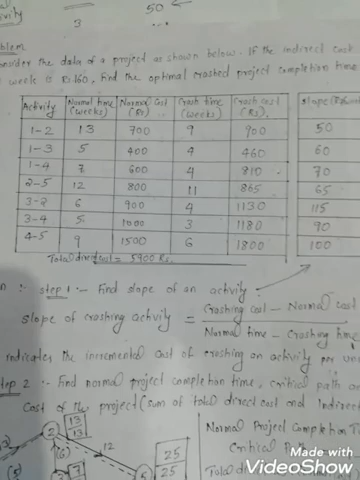 50 ←
3
...
Consider the data of a project as shown below. If the indirect cost
week is Rs.160, find the optimal crashed project completion time
Activity Normal time (weeks) Normal Cost (Rs) Crash time (weeks) Crash cost (Rs.) Slope
1-2 13 700 9 900 50
1-3 5 400 4 460 60
1-4 7 600 4 810 70
2-5 12 800 11 865 65
3-2 6 900 4 1130 115
3-4 5 1000 3 1180 90
4-5 9 1500 6 1800 100
Total direct cost = 5900 Rs.
Step 1 :- Find slope of an activity
Slope of crashing activity = Crashing cost - Normal cost
Normal time - Crashing time
indicates the incremental cost of crashing an activity per
Step 2 :- Find normal project completion time, critical path
Cost of the project (sum of total direct cost and indirect
Normal Project Completion
2 13 13 12 25 25
(6)
Critical Path
3 7 5
Total direct
Made with
VideoShow